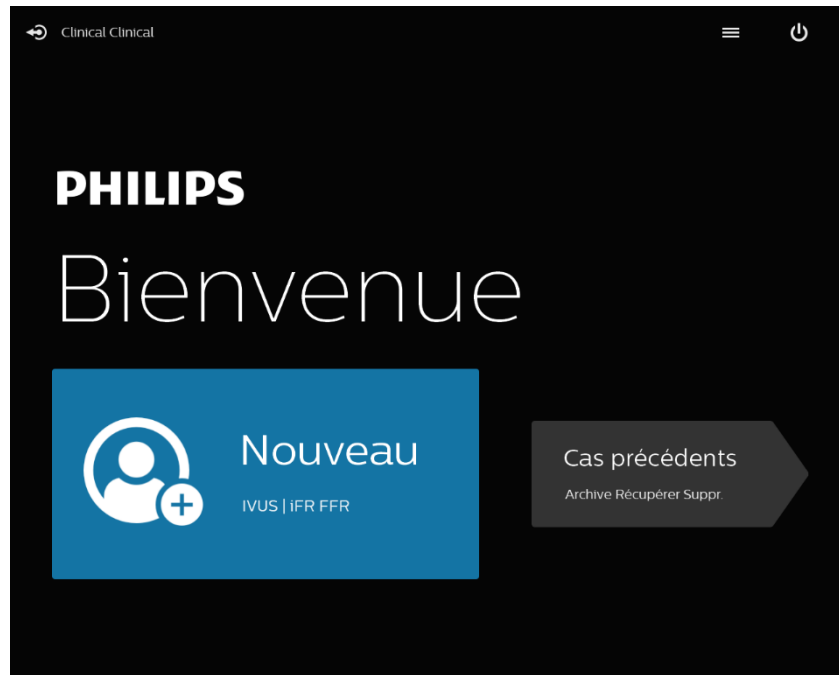 Clinical Clinical
PHILIPS
Bienvenue
Nouveau
IVUS | iFR FFR
Cas précédents
Archive Récupérer Suppr.